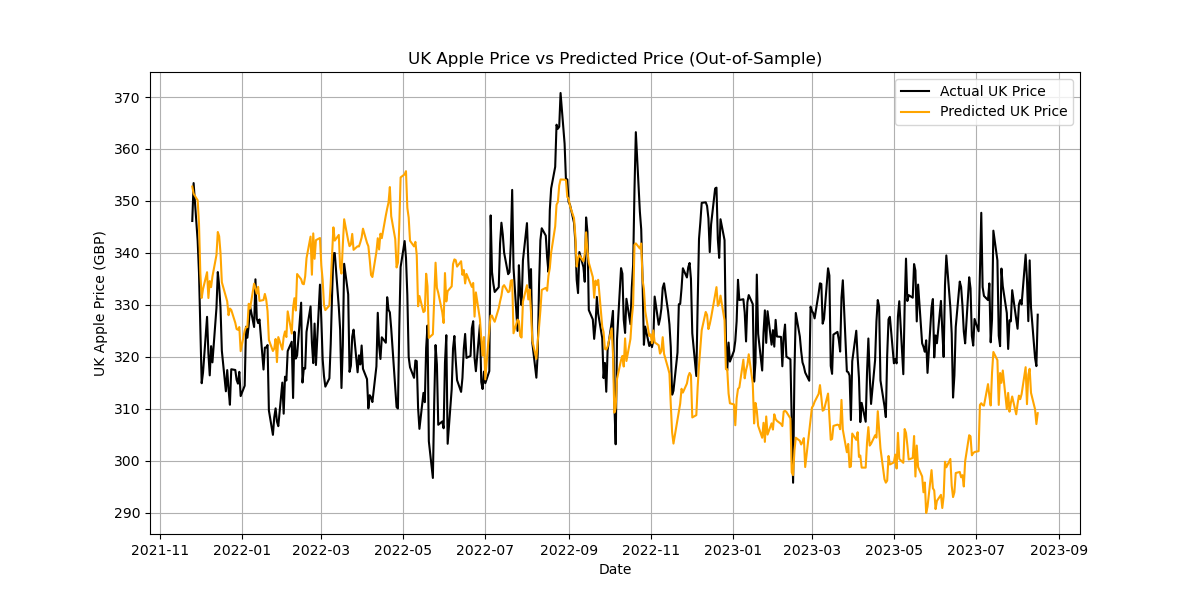 UK Apple Price vs Predicted Price (Out-of-Sample)
Actual UK Price
Predicted UK Price
UK Apple Price (GBP)
370
360
350
340
330
320
310
300
290
2021-11 2022-01 2022-03 2022-05 2022-07 2022-09 2022-11 2023-01 2023-03 2023-05 2023-07 2023-09
Date